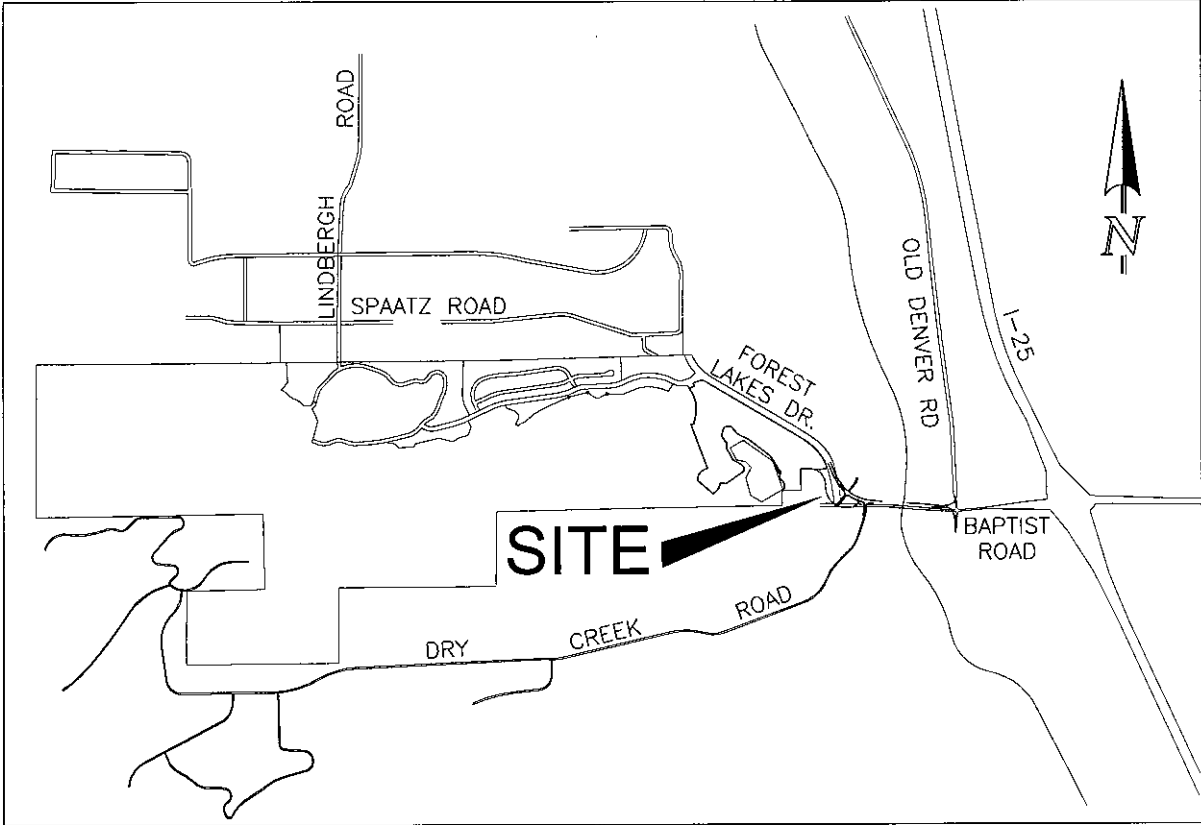 ROAD
LINDBERGH
SPAATZ ROAD
N
OLD DENVER RD
I-25
FOREST
LAKES DR.
SITE
BAPTIST
ROAD
DRY CREEK ROAD